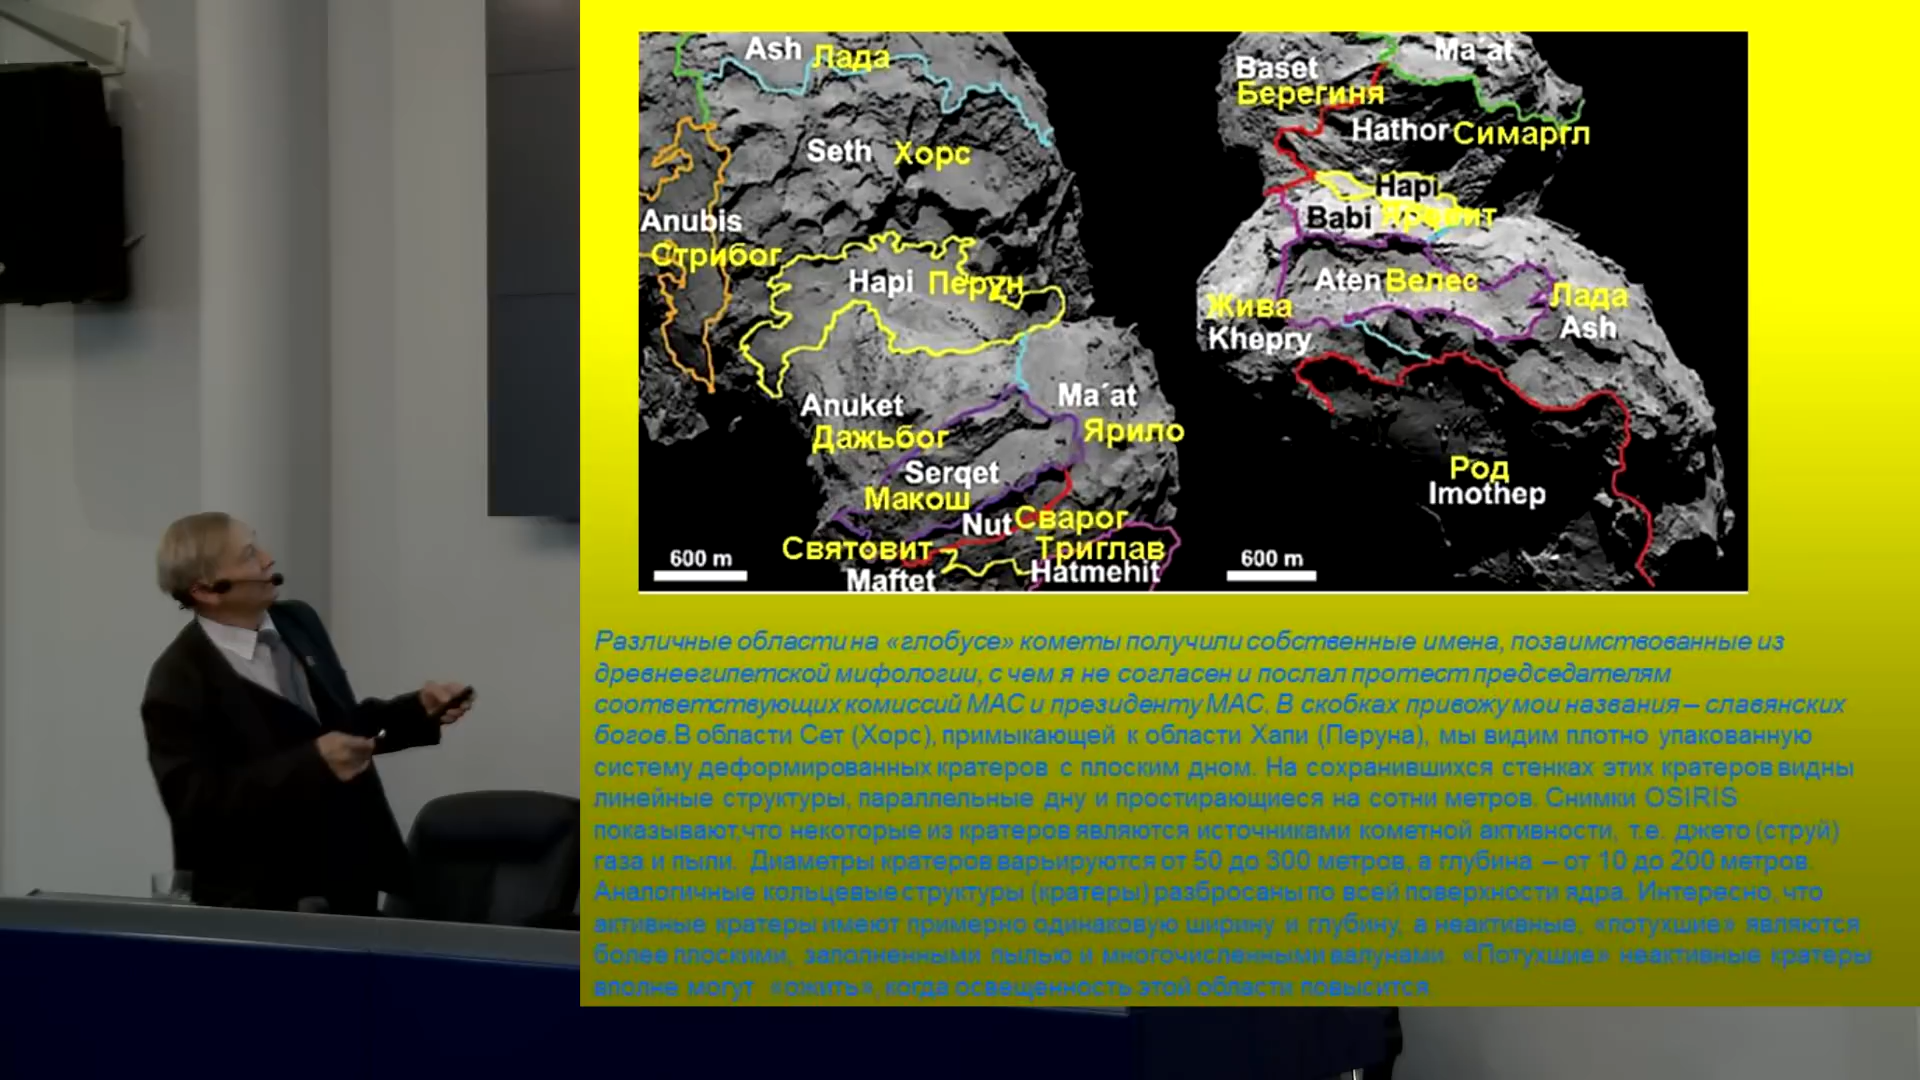 Ash Лада
Seth Хорс
Anubis
Стрибог
Hapi Перун
Anuket
Дажьбог
Ma´at
Ярило
Serqet
Макош
Nut Сварог
Святовит
Триглав
Maftet
Hatmehit
600 m
Ma´at
Baset
Берегиня
Hathor Симаргл
Hapi
Babi
Aten Велес
Жива
Khepry
Лада
Ash
Род
Imothep
600 m
Различные области на «глобусе» кометы получили собственные имена, позаимствованные из
древнеегипетской мифологии, с чем я не согласен и послал протест председателям
соответствующих комиссий МАС и президенту МАС. В скобках привожу мои названия – славянских
богов.В области Сет (Хорс), примыкающей к области Хапи (Перуна), мы видим плотно упакованную
систему деформированных кратеров с плоским дном. На сохранившихся стенках этих кратеров видны
линейные структуры, параллельные дну и простирающиеся на сотни метров. Снимки OSIRIS
показывают,что некоторые из кратеров являются источниками кометной активности, т.е. джето (струй)
газа и пыли. Диаметры кратеров варьируются от 50 до 300 метров, а глубина – от 10 до 200 метров.
Аналогичные кольцевые структуры (кратеры) разбросаны по всей поверхности ядра. Интересно, что
активные кратеры имеют примерно одинаковую ширину и глубину, а неактивные, «потухшие» являются
более плоскими, заполненными пылью и многочисленными валунами. «Потухшие» неактивные кратеры
вполне могут «ожить», когда освещенность этой области повысится.